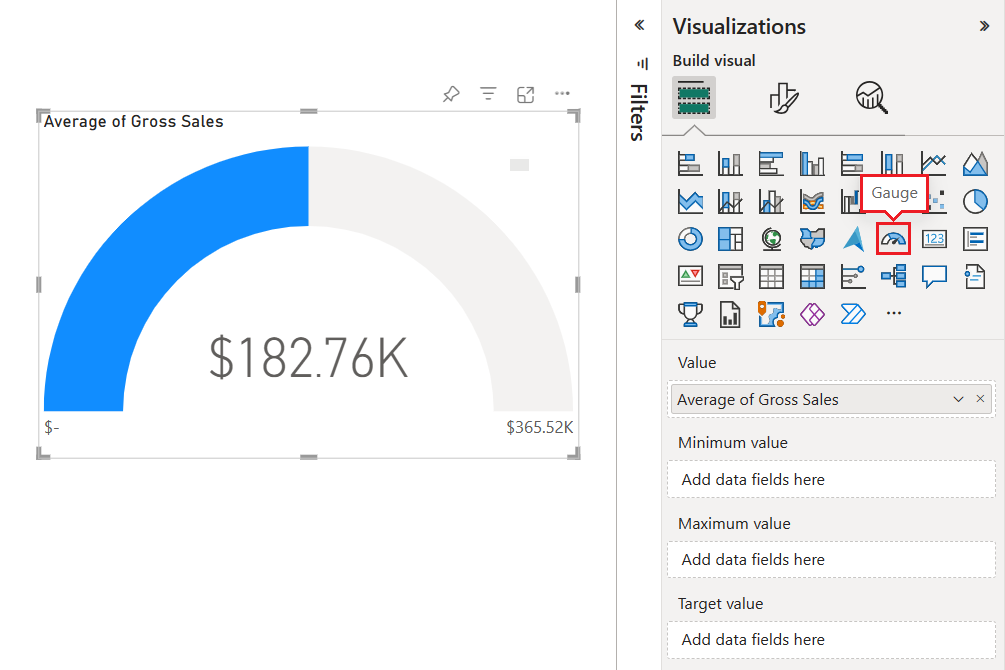 Average of Gross Sales
$182.76K
$-
$365.52K
Filters
Visualizations
Build visual
Gauge
123
Value
Average of Gross Sales
Minimum value
Add data fields here
Maximum value
Add data fields here
Target value
Add data fields here